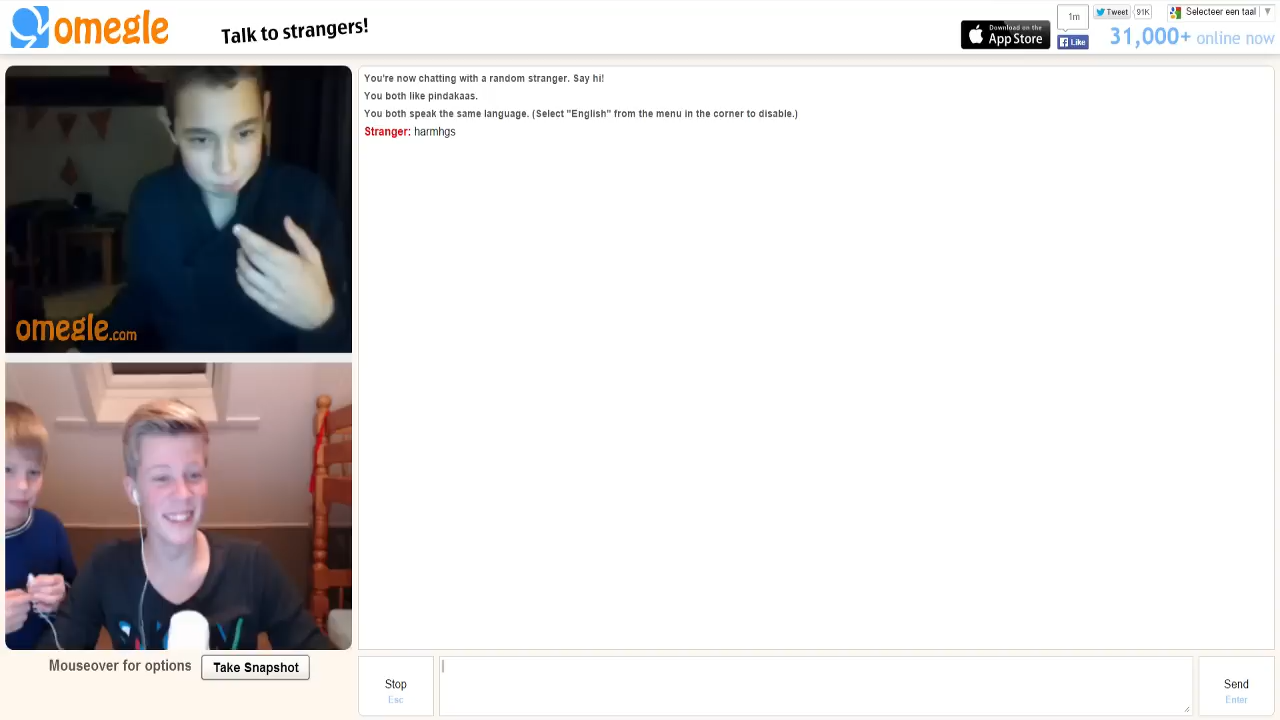 omegle
Talk to strangers!
Download on the
App Store
1m
Like
Tweet
91K
Selecteer een taal
31,000+ online now
omegle.com
You're now chatting with a random stranger. Say hi!
You both like pindakaas.
You both speak the same language. (Select "English" from the menu in the corner to disable.)
Stranger: harmhgs
Mouseover for options
Take Snapshot
Stop
Esc
Send
Enter